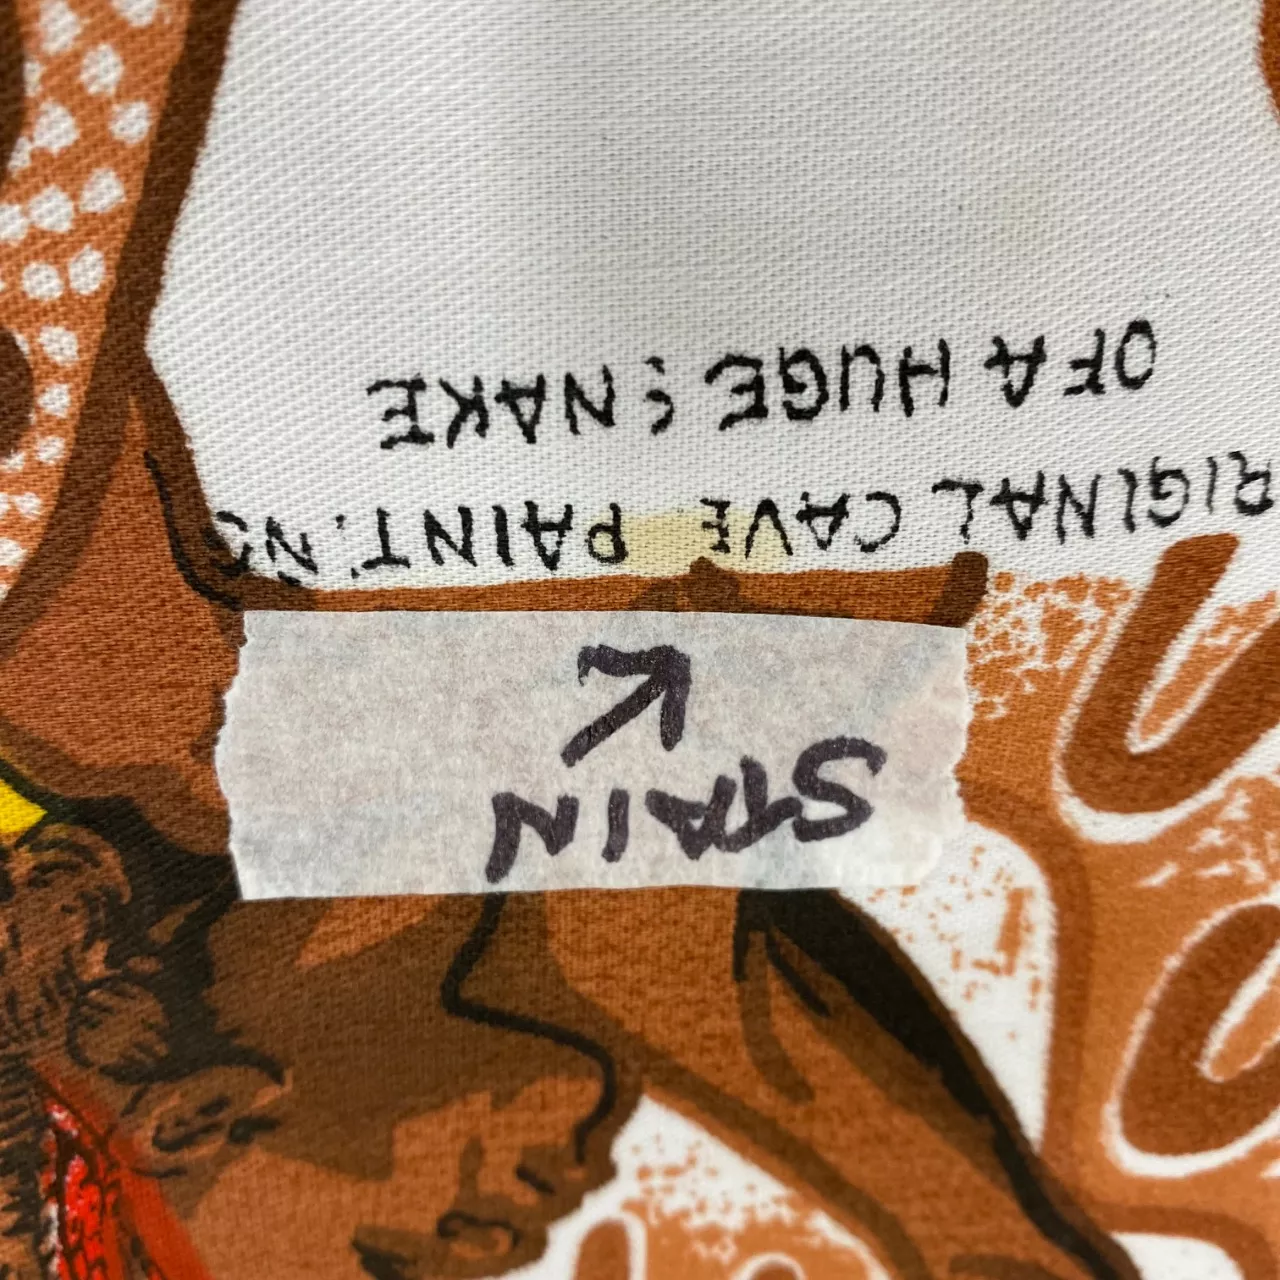 STAIN
RIGINAL CAVE PAINTING
OF A HUGE SNAKE